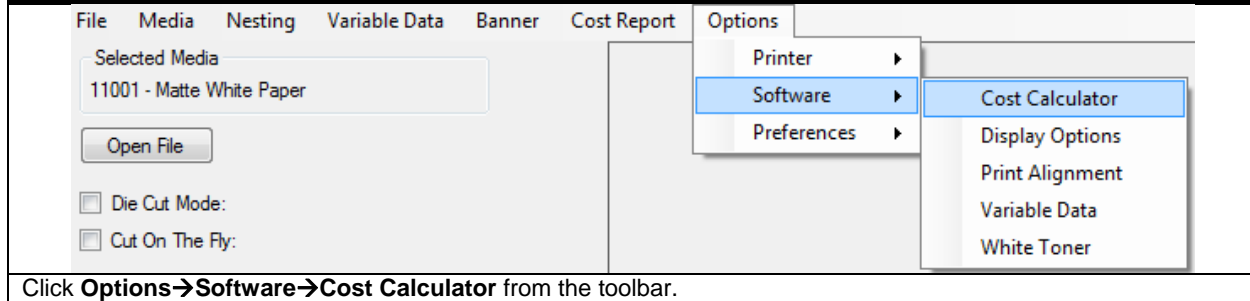 File Media Nesting Variable Data Banner Cost Report Options
Selected Media
11001 - Matte White Paper
Open File
Die Cut Mode:
Cut On The Fly:
Printer
Software
Preferences
Cost Calculator
Display Options
Print Alignment
Variable Data
White Toner
Click Options→Software→Cost Calculator from the toolbar.